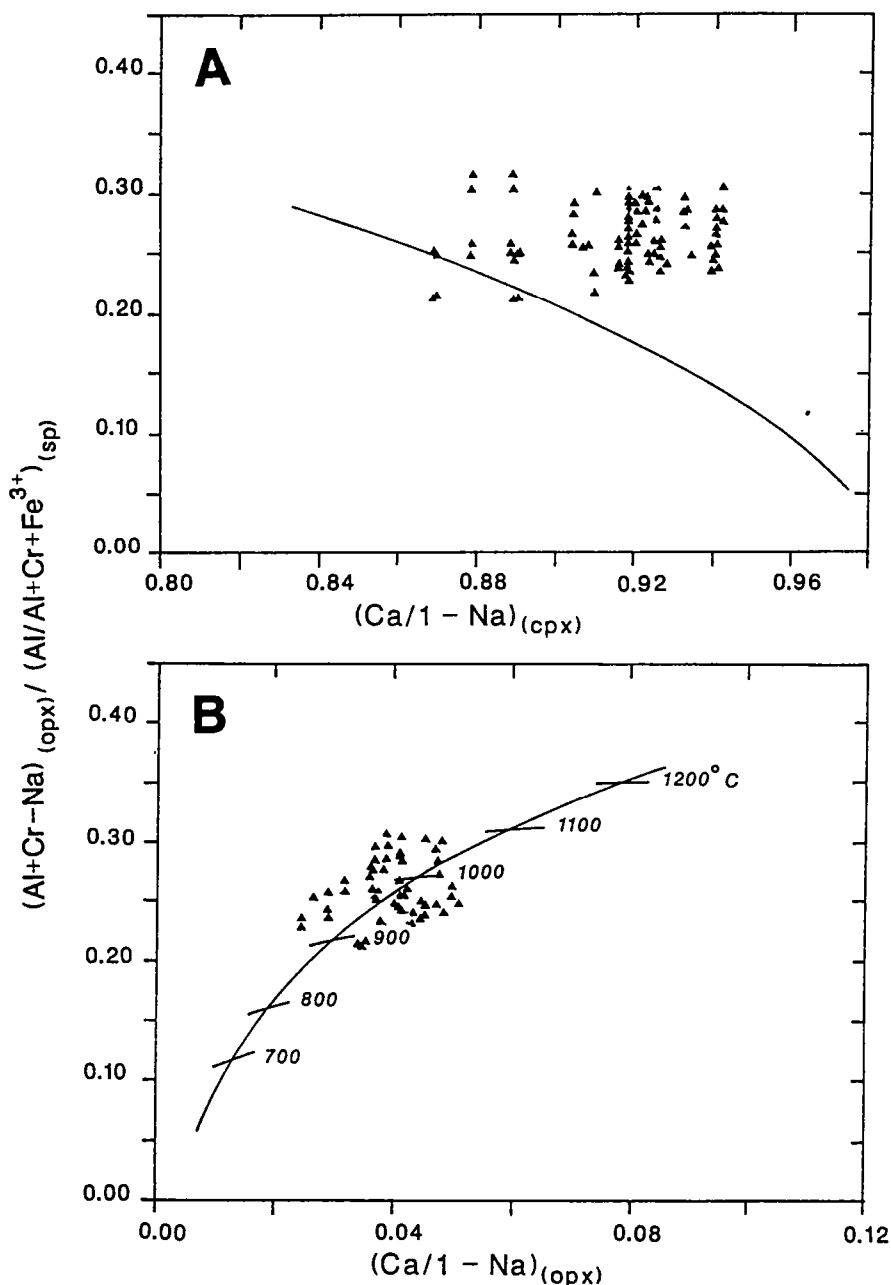 A
0.40
0.30
0.20
0.10
0.00
0.80 0.84 0.88 0.92 0.96
(Ca/1 − Na)(cpx)
(Al+Cr−Na)(opx)/ (Al/Al+Cr+Fe3+)(sp)
B
0.40
0.30
0.20
0.10
0.00
1200° C
1100
1000
900
800
700
0.00 0.04 0.08 0.12
(Ca/1 − Na)(opx)